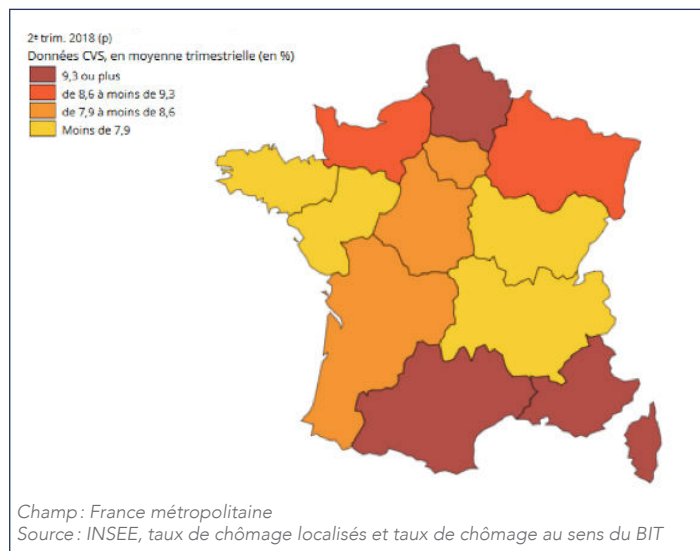 2e trim. 2018 (p)
Données CVS, en moyenne trimestrielle (en %)
9,3 ou plus
de 8,6 à moins de 9,3
de 7,9 à moins de 8,6
Moins de 7,9
Champ : France métropolitaine
Source : INSEE, taux de chômage localisés et taux de chômage au sens du BIT